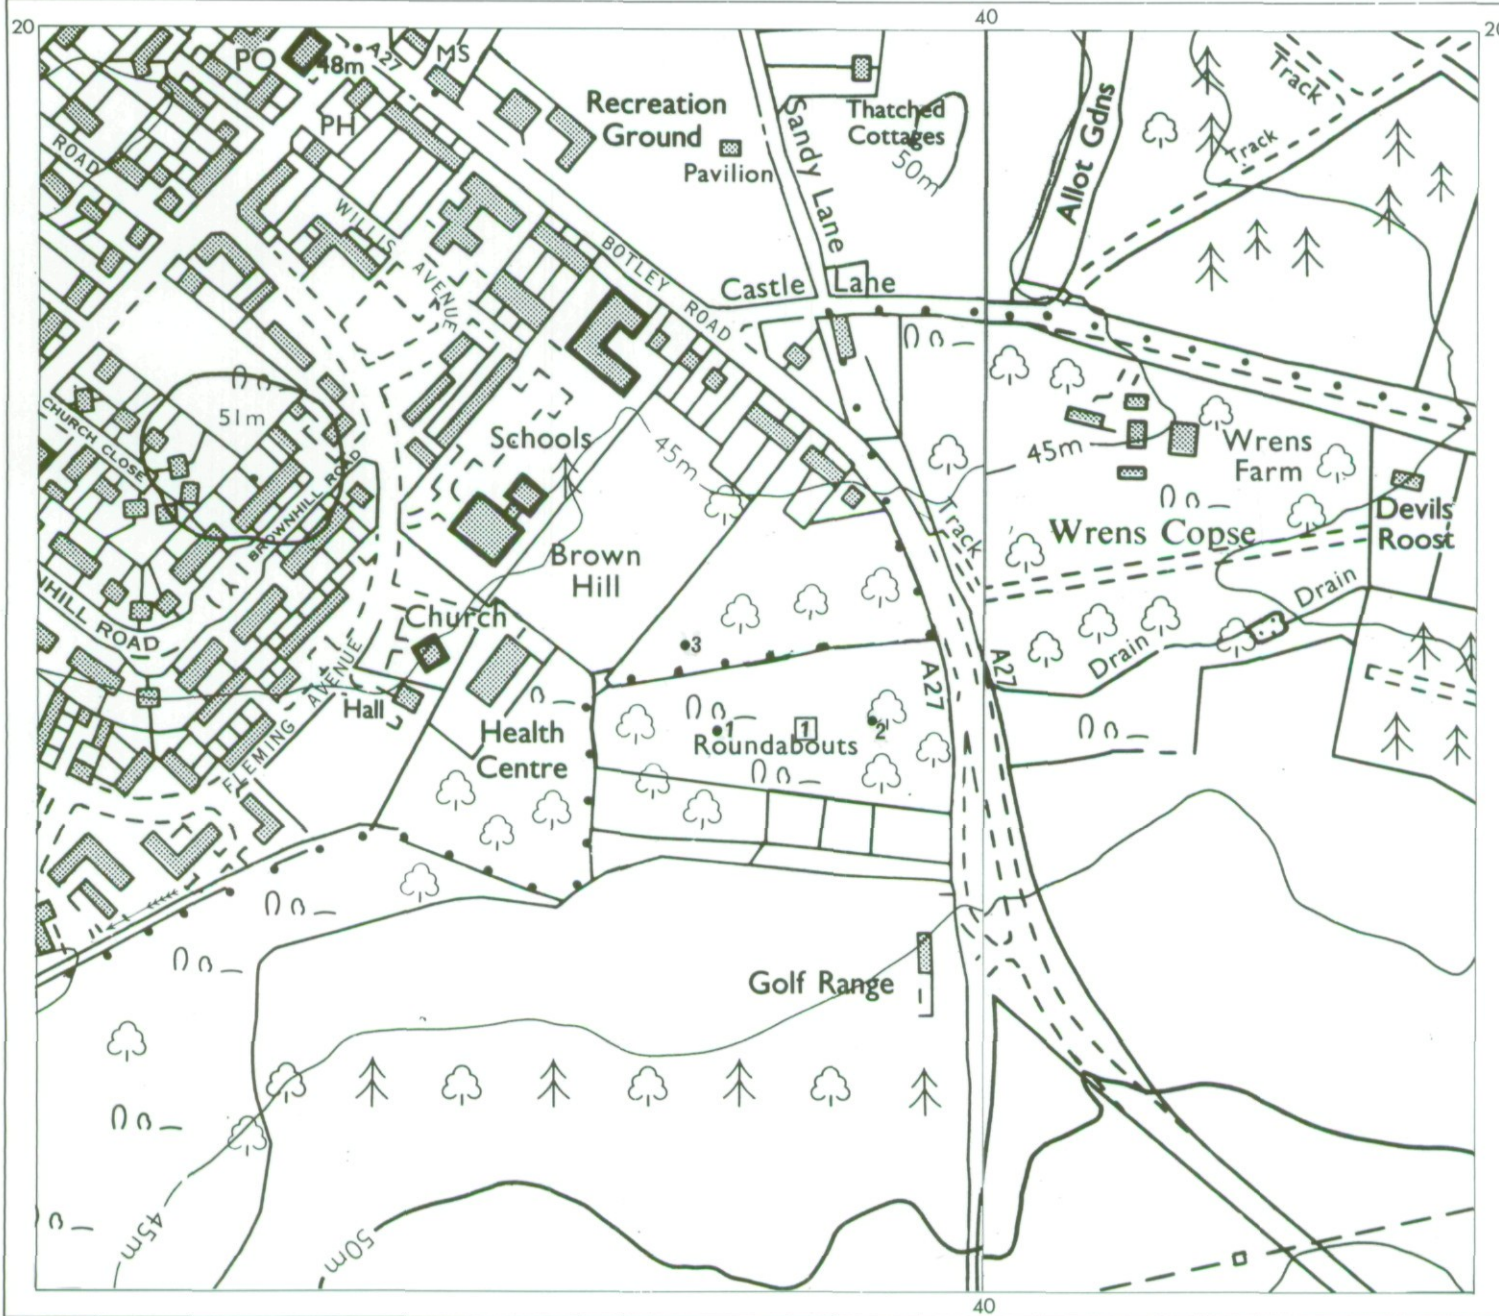 20
40
20
PO
48m
A27
MS
PH
ROAD
Recreation
Ground
Pavilion
Sandy Lane
Thatched
Cottages
50m
Allot Gdns
Track
Track
WILLS
AVENUE
BOTLEY ROAD
Castle Lane
51m
CHURCH CLOSE
BROWNHILL ROAD
Schools
45m
45m
Wrens
Farm
Wrens Copse
Devils
Roost
Track
Brown
Hill
Drain
Drain
NHILL ROAD
Church
Hall
FLEMING AVENUE
3
A27
A27
Health
Centre
1
1
2
Roundabouts
Golf Range
45m
50m
40